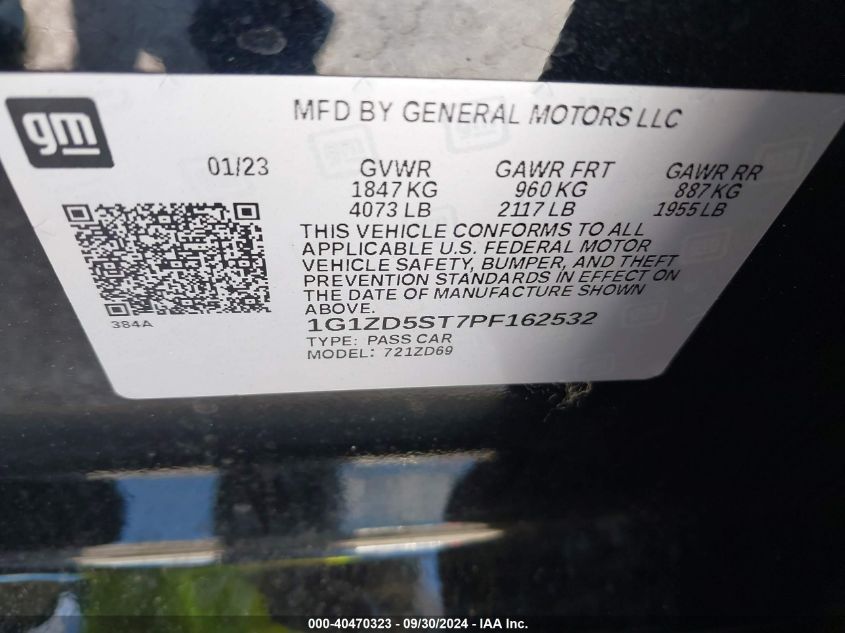 gm
MFD BY GENERAL MOTORS LLC
01/23 GVWR GAWR FRT GAWR RR
1847 KG 960 KG 887 KG
4073 LB 2117 LB 1955 LB
THIS VEHICLE CONFORMS TO ALL
APPLICABLE U.S. FEDERAL MOTOR
VEHICLE SAFETY, BUMPER, AND THEFT
PREVENTION STANDARDS IN EFFECT ON
THE DATE OF MANUFACTURE SHOWN
ABOVE.
384A
1G1ZD5ST7PF162532
TYPE: PASS CAR
MODEL: 721ZD69
000-40470323 - 09/30/2024 - IAA Inc.